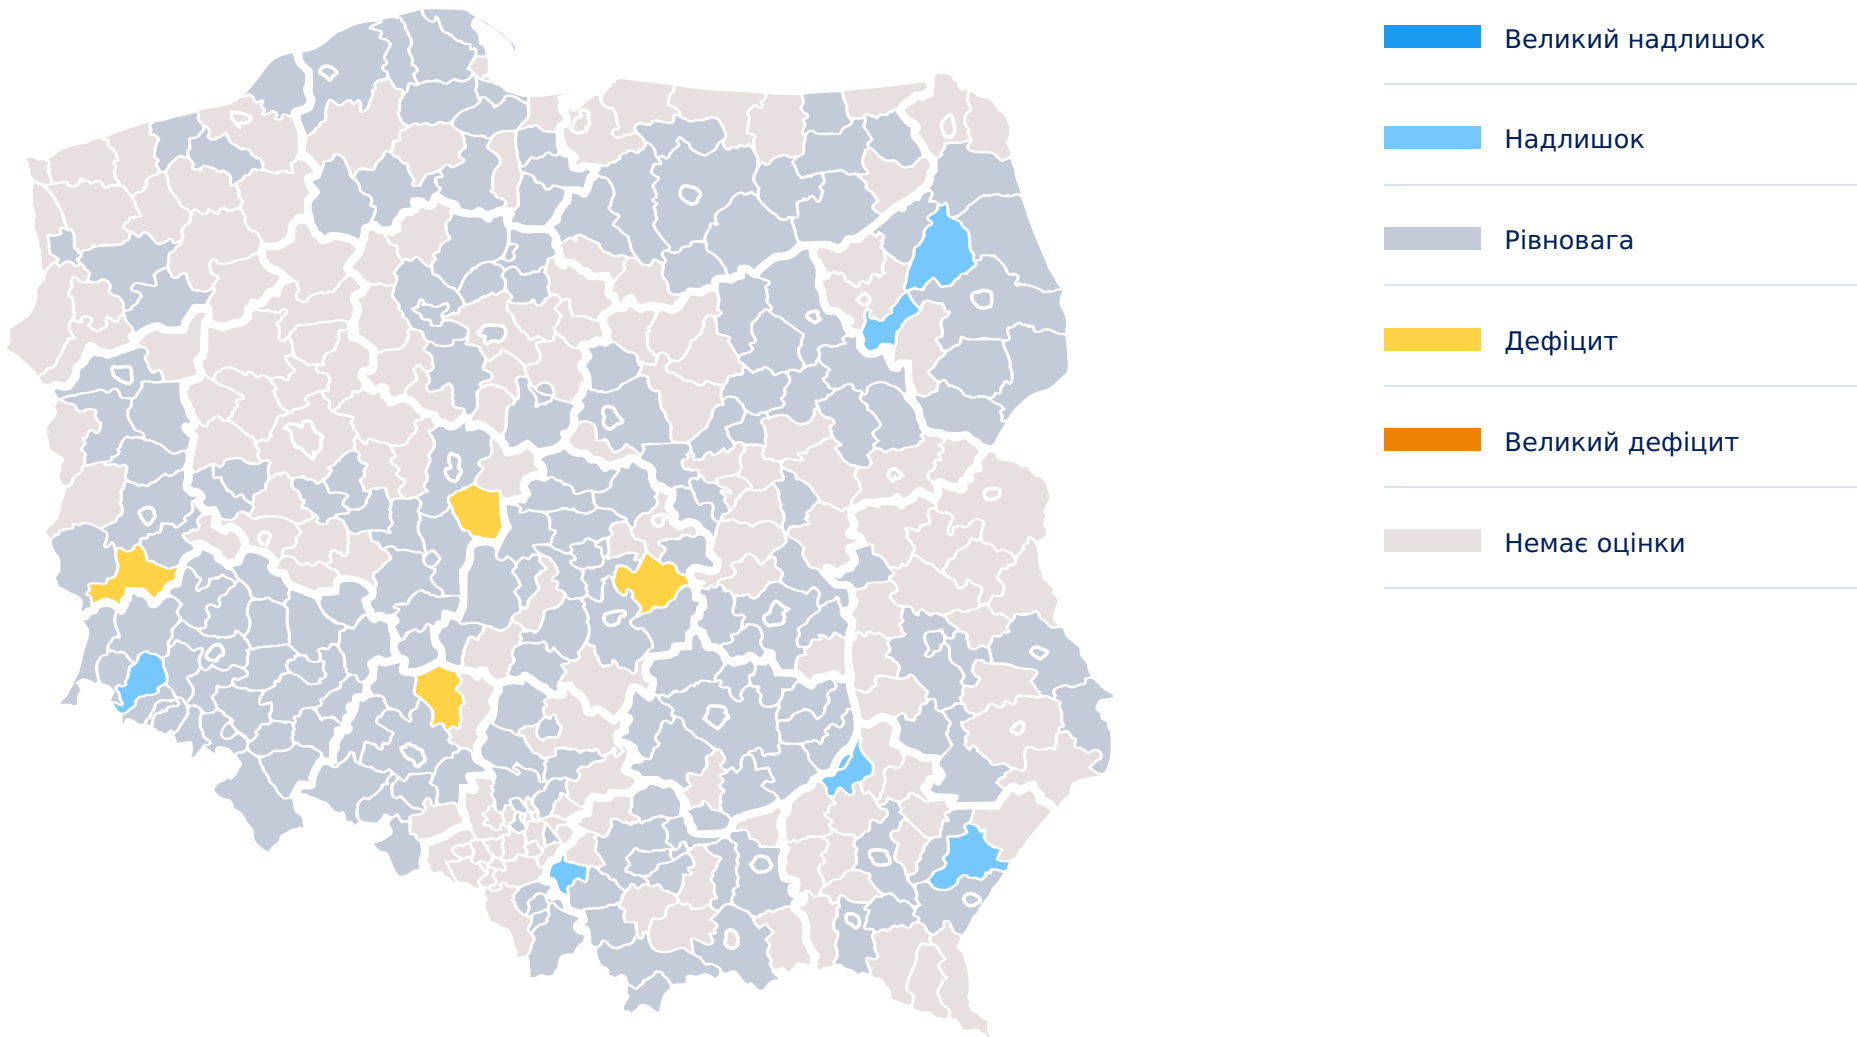 Великий надлишок
Надлишок
Рівновага
Дефіцит
Великий дефіцит
Немає оцінки